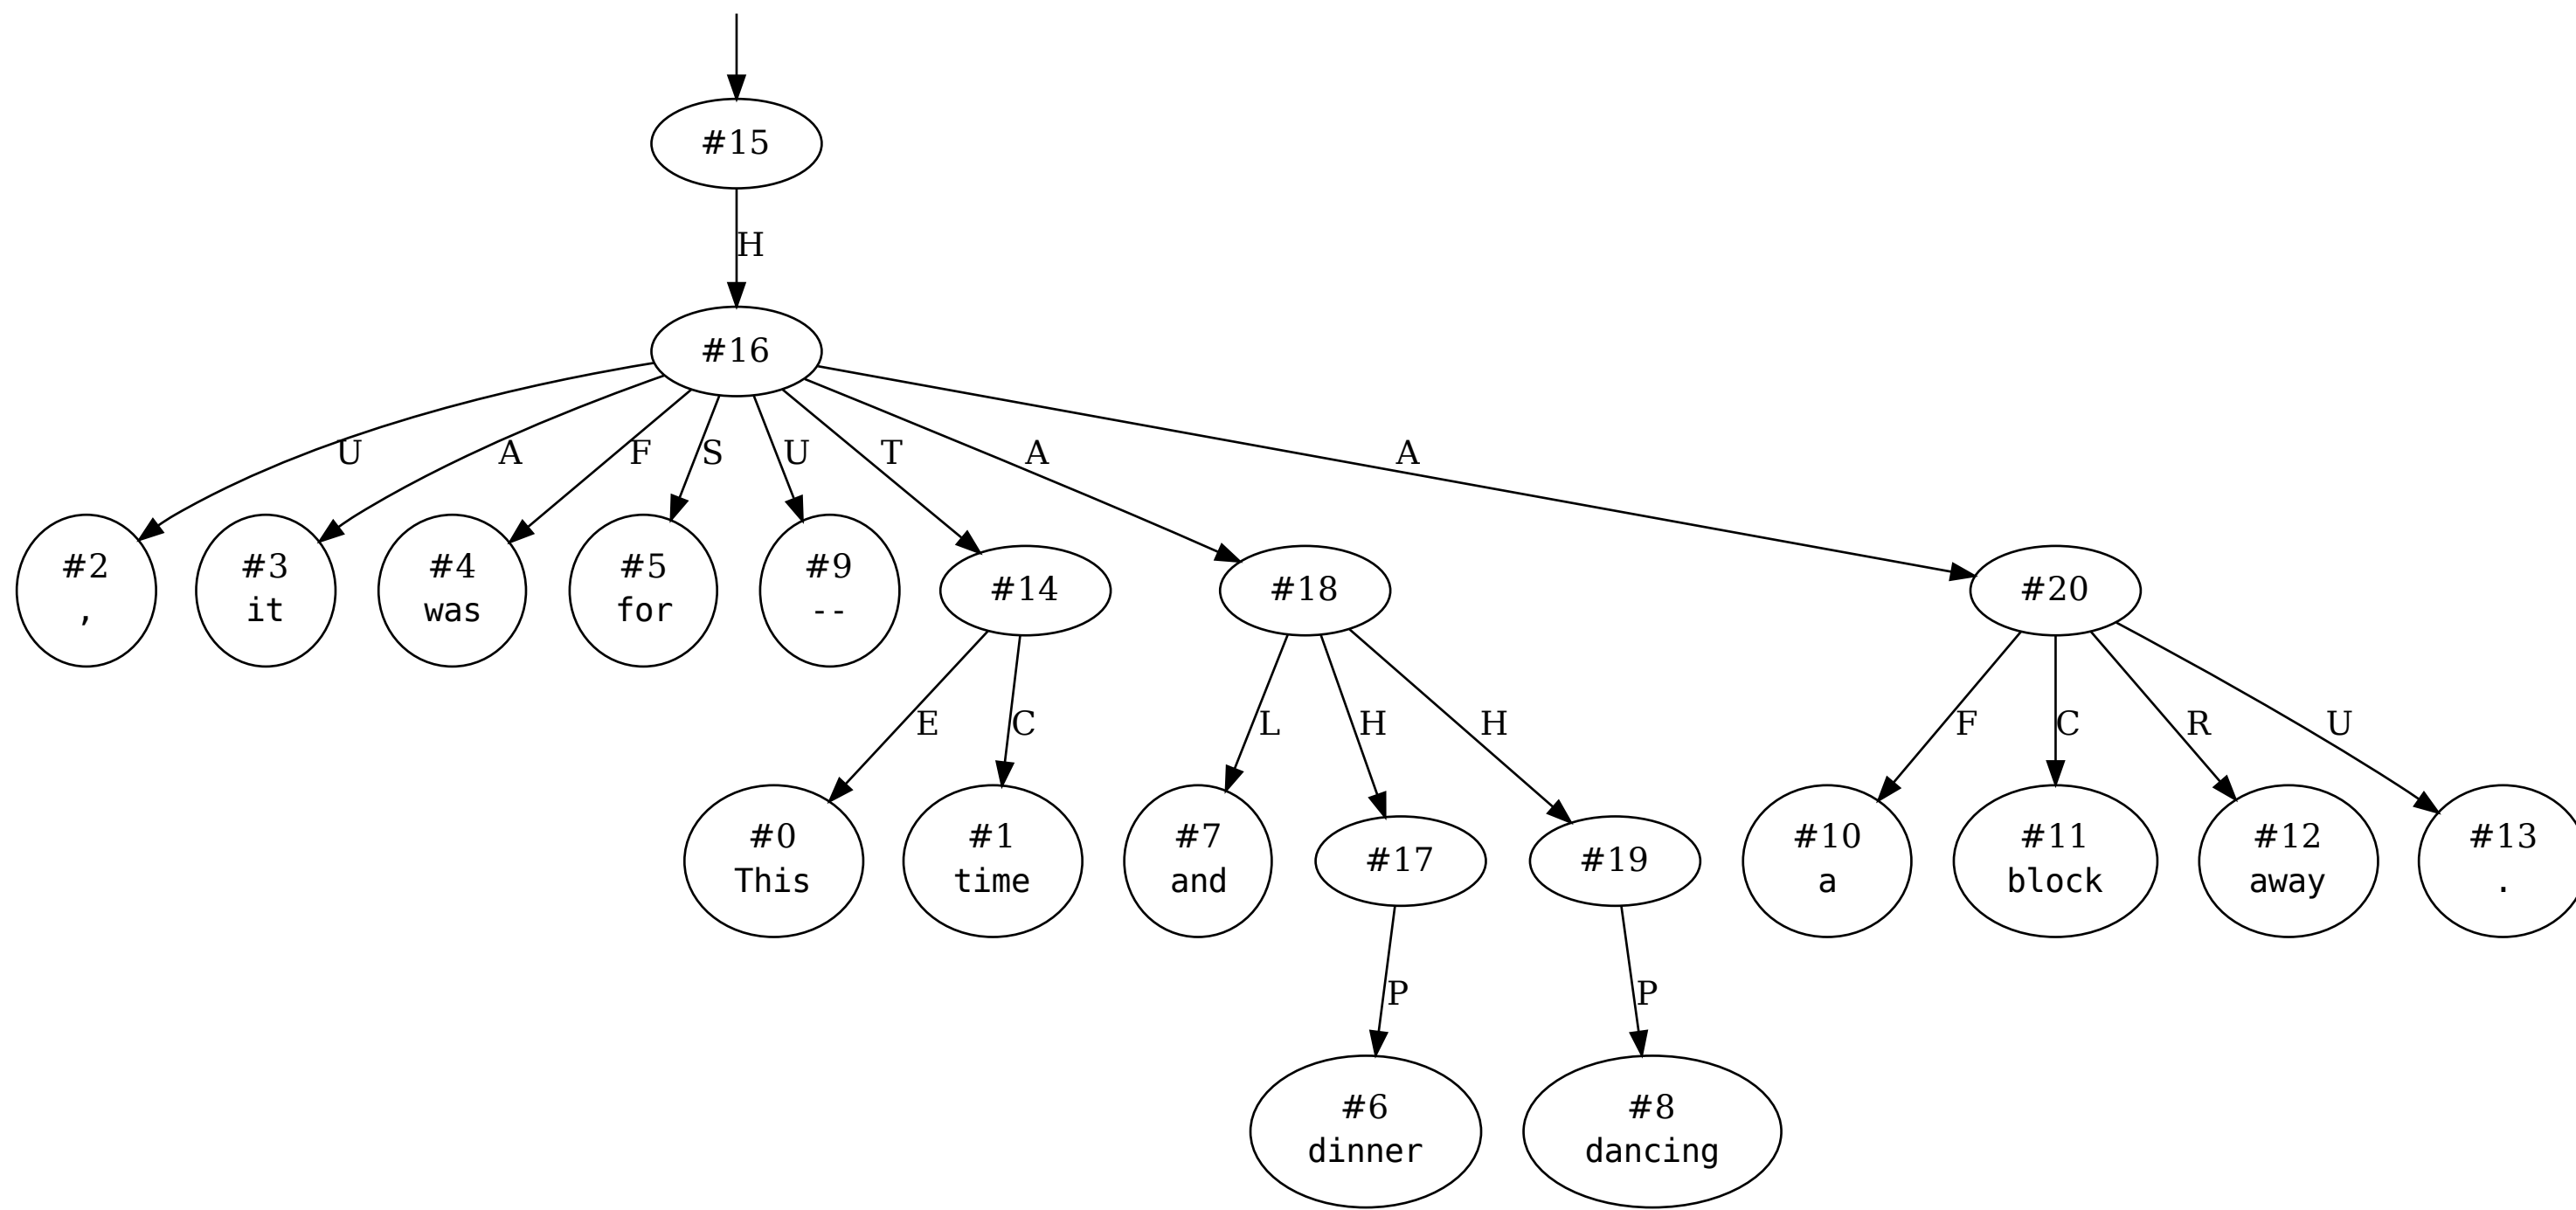 #15
H
#16
U A F S U T A A
#2
,
#3
it
#4
was
#5
for
#9
--
#14
#18
#20
E C L H H F C R U
#0
This
#1
time
#7
and
#17
#19
#10
a
#11
block
#12
away
#13
.
P P
#6
dinner
#8
dancing